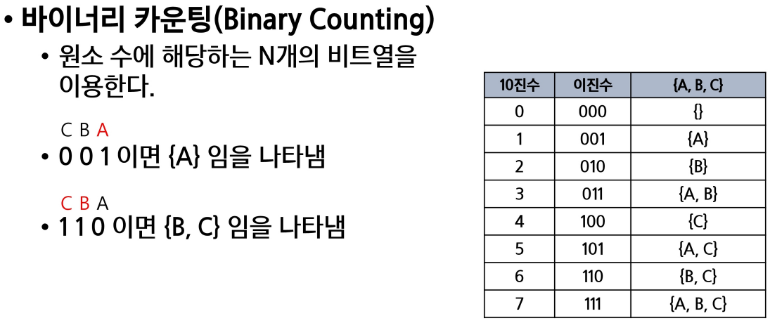 • 바이너리 카운팅(Binary Counting)
• 원소 수에 해당하는 N개의 비트열을
이용한다.
C B A
• 0 0 1 이면 {A} 임을 나타냄
C B A
• 1 1 0 이면 {B, C} 임을 나타냄
10진수 이진수 {A, B, C}
0 000 {}
1 001 {A}
2 010 {B}
3 011 {A, B}
4 100 {C}
5 101 {A, C}
6 110 {B, C}
7 111 {A, B, C}